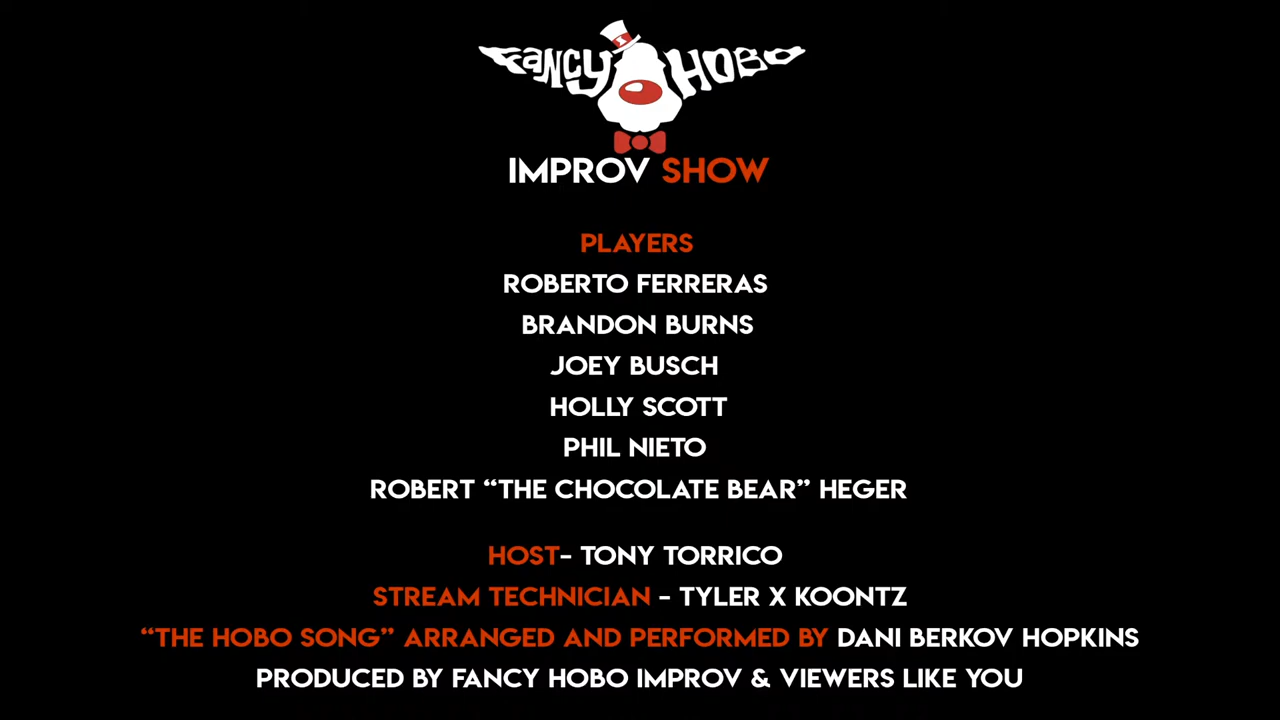 FANCY HOBO
IMPROV SHOW
PLAYERS
ROBERTO FERRERAS
BRANDON BURNS
JOEY BUSCH
HOLLY SCOTT
PHIL NIETO
ROBERT “THE CHOCOLATE BEAR” HEGER
HOST- TONY TORRICO
STREAM TECHNICIAN - TYLER X KOONTZ
“THE HOBO SONG” ARRANGED AND PERFORMED BY DANI BERKOV HOPKINS
PRODUCED BY FANCY HOBO IMPROV & VIEWERS LIKE YOU